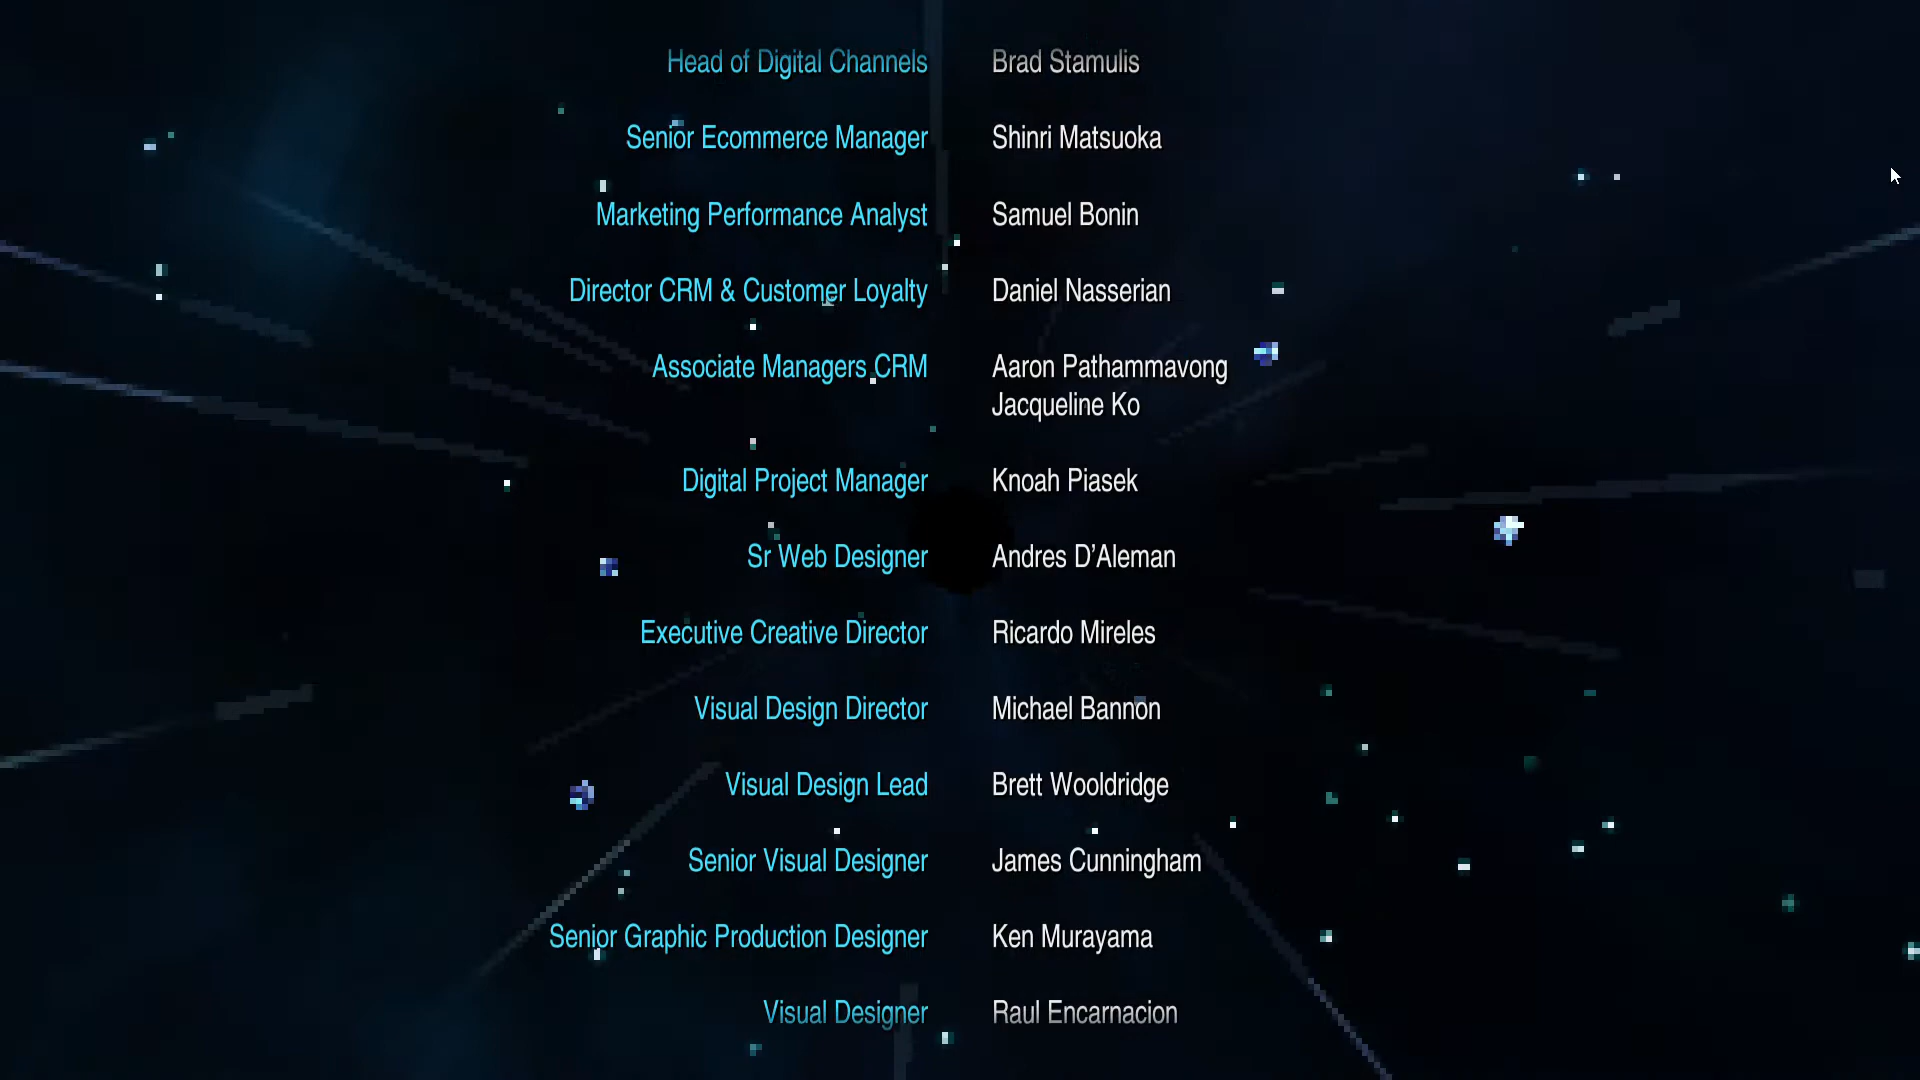 Head of Digital Channels Brad Stamulis
Senior Ecommerce Manager Shinri Matsuoka
Marketing Performance Analyst Samuel Bonin
Director CRM & Customer Loyalty Daniel Nasserian
Associate Managers CRM Aaron Pathammavong
Jacqueline Ko
Digital Project Manager Knoah Piasek
Sr Web Designer Andres D’Aleman
Executive Creative Director Ricardo Mireles
Visual Design Director Michael Bannon
Visual Design Lead Brett Wooldridge
Senior Visual Designer James Cunningham
Senior Graphic Production Designer Ken Murayama
Visual Designer Raul Encarnacion